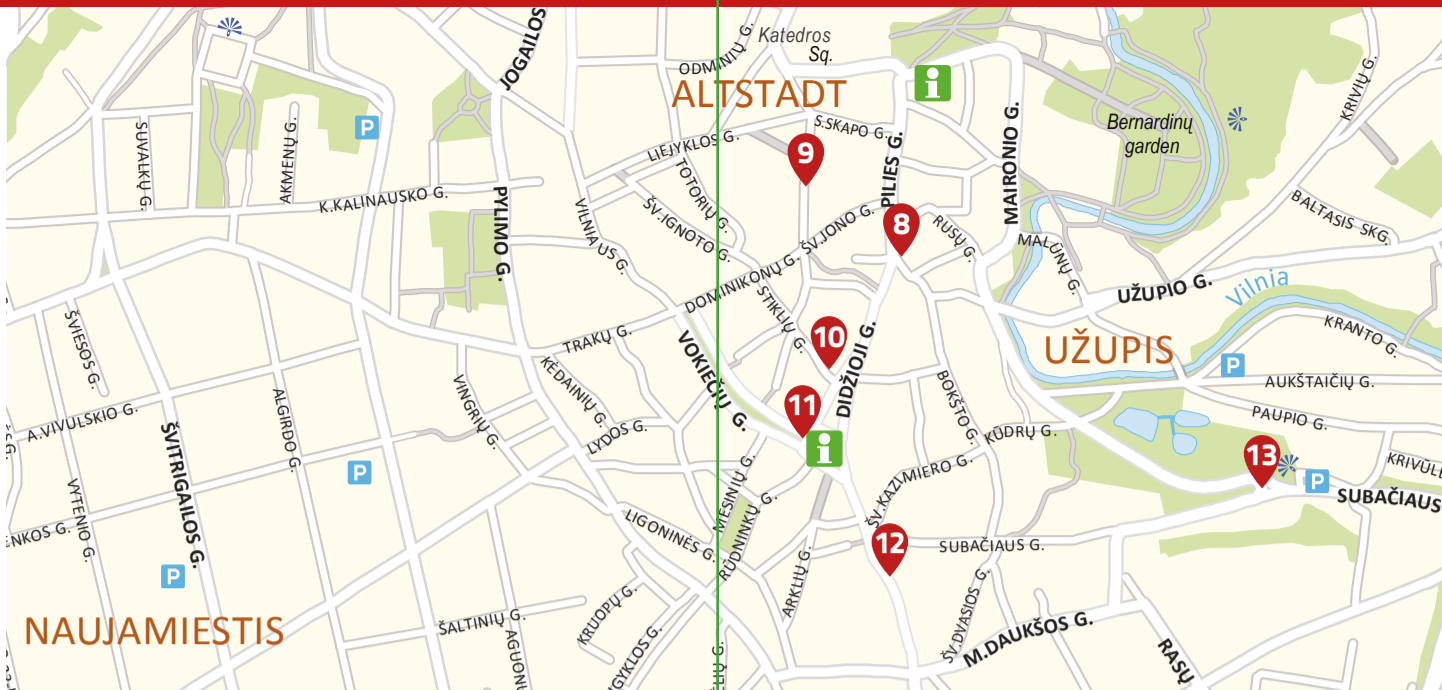 JOGAILOS
ODMINIŲ G.
Katedros
Sq.
ALTSTADT
i
KRIVIŲ G.
SUVALKŲ G.
AKMENŲ G.
P
LIEJYKLOS G.
S.SKAPO G.
9
PILIES G.
MAIRONIO G.
Bernardinų
garden
K.KALINAUSKO G.
PYLIMO G.
VILNIAUS G.
TOTORIŲ G.
ŠV.IGNOTO G.
ŠV.JONO G.
8
RUSŲ G.
MALŪNŲ G.
BALTASIS SKG.
DOMINIKONŲ G.
UŽUPIO G.
Vilnia
ŠVIESOS G.
TRAKŲ G.
STIKLIŲ G.
10
DIDŽIOJI G.
UŽUPIS
KRANTO G.
P
VOKIEČIŲ G.
KĖDAINIŲ G.
VINGRIŲ G.
BOKŠTO G.
AUKŠTAIČIŲ G.
PAUPIO G.
A.VIVULSKIO G.
ALGIRDO G.
LYDOS G.
11
i
KŪDRŲ G.
ŠVITRIGAILOS G.
P
MĖSINIŲ G.
ŠV.KAZIMIERO G.
13
P
SUBAČIAUS
VYTENIO G.
ENKOS G.
LIGONINĖS G.
RŪDNINKŲ G.
12
SUBAČIAUS G.
P
ARKLIŲ G.
ŠV.DVASIOS G.
NAUJAMIESTIS
ŠALTINIŲ G.
KRUOPŲ G.
M.DAUKŠOS G.
RASŲ